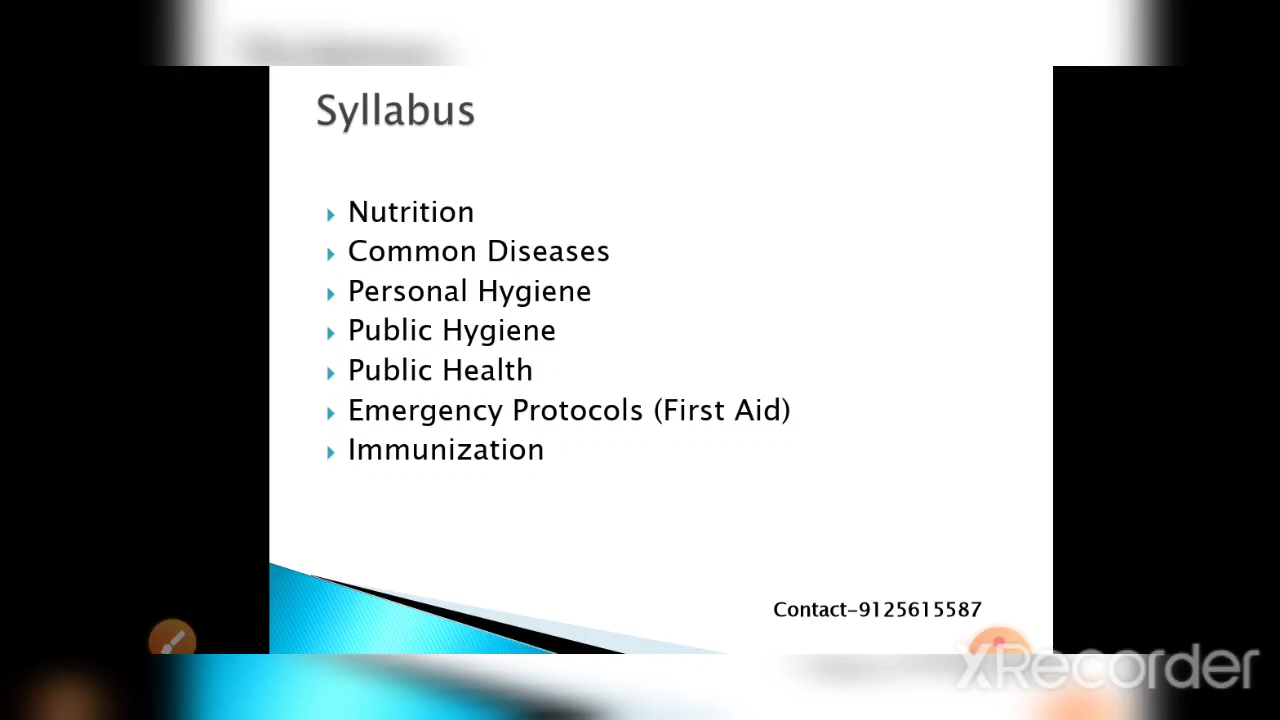 Syllabus
Nutrition
Common Diseases
Personal Hygiene
Public Hygiene
Public Health
Emergency Protocols (First Aid)
Immunization
Contact-9125615587
XRecorder